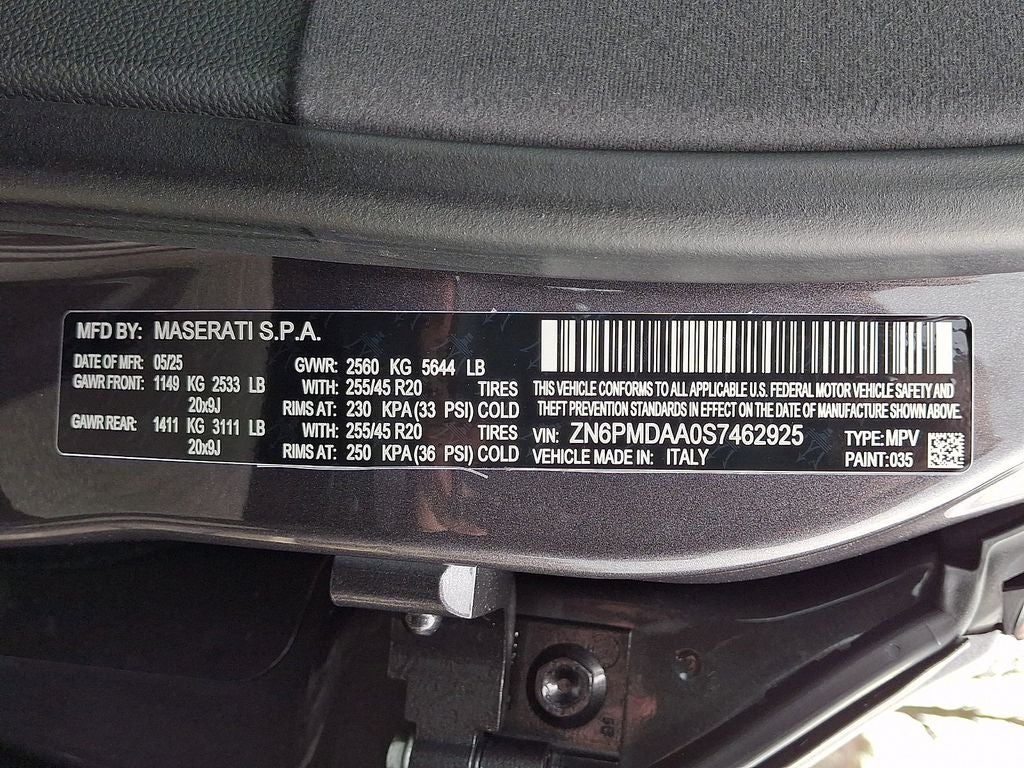 MFD BY: MASERATI S.P.A.
DATE OF MFR: 05/25
GVWR: 2560 KG 5644 LB
GAWR FRONT: 1149 KG 2533 LB
WITH: 255/45 R20 TIRES
20x9J
RIMS AT: 230 KPA (33 PSI) COLD
GAWR REAR: 1411 KG 3111 LB
WITH: 255/45 R20 TIRES
20x9J
RIMS AT: 250 KPA (36 PSI) COLD
THIS VEHICLE CONFORMS TO ALL APPLICABLE U.S. FEDERAL MOTOR VEHICLE SAFETY AND
THEFT PREVENTION STANDARDS IN EFFECT ON THE DATE OF MANUFACTURE SHOWN ABOVE.
VIN: ZN6PMDAA0S7462925 TYPE: MPV
VEHICLE MADE IN: ITALY PAINT: 035